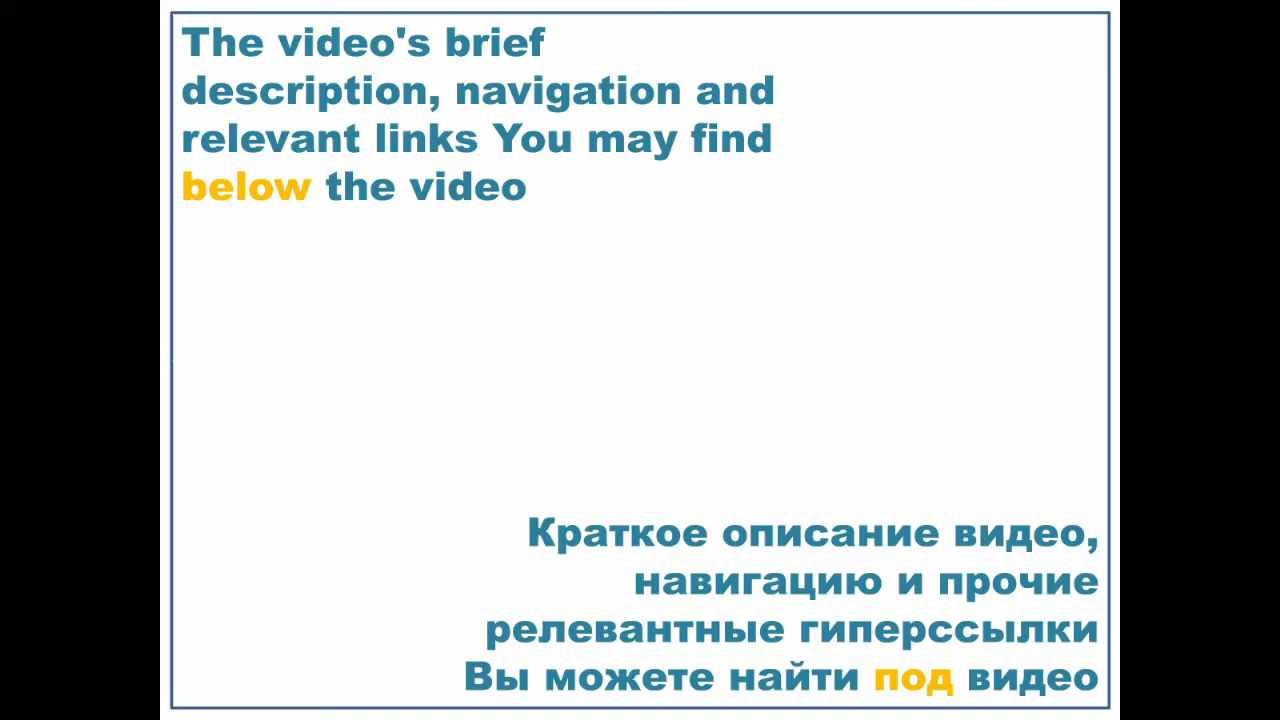 The video's brief
description, navigation and
relevant links You may find
below the video
Краткое описание видео,
навигацию и прочие
релевантные гиперссылки
Вы можете найти под видео